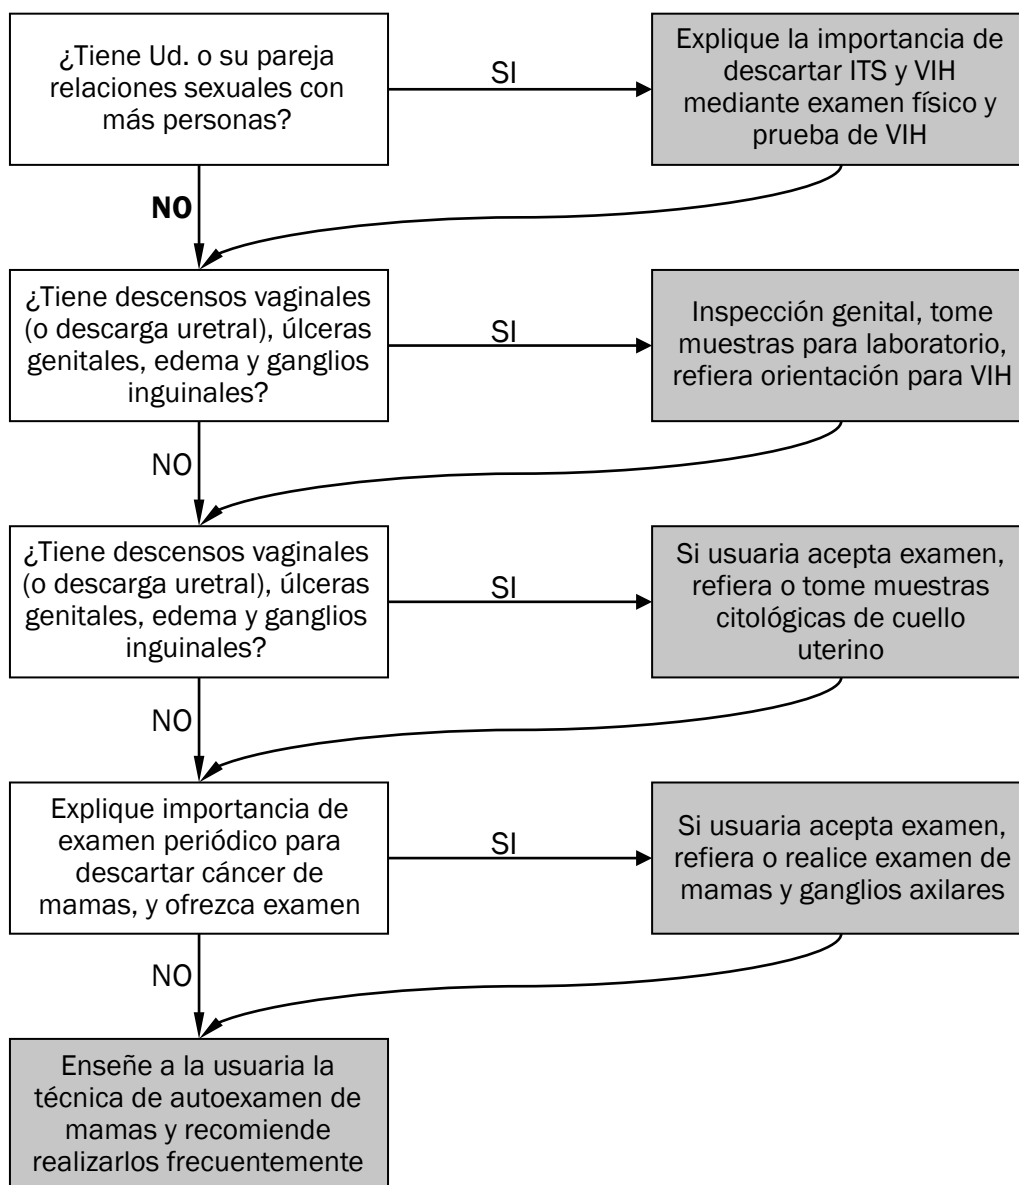 ¿Tiene Ud. o su pareja
relaciones sexuales con
más personas?
SI
Explique la importancia de
descartar ITS y VIH
mediante examen físico y
prueba de VIH
NO
¿Tiene descensos vaginales
(o descarga uretral), úlceras
genitales, edema y ganglios
inguinales?
SI
Inspección genital, tome
muestras para laboratorio,
refiera orientación para VIH
NO
¿Tiene descensos vaginales
(o descarga uretral), úlceras
genitales, edema y ganglios
inguinales?
SI
Si usuaria acepta examen,
refiera o tome muestras
citológicas de cuello
uterino
NO
Explique importancia de
examen periódico para
descartar cáncer de
mamas, y ofrezca examen
SI
Si usuaria acepta examen,
refiera o realice examen de
mamas y ganglios axilares
NO
Enseñe a la usuaria la
técnica de autoexamen de
mamas y recomiende
realizarlos frecuentemente